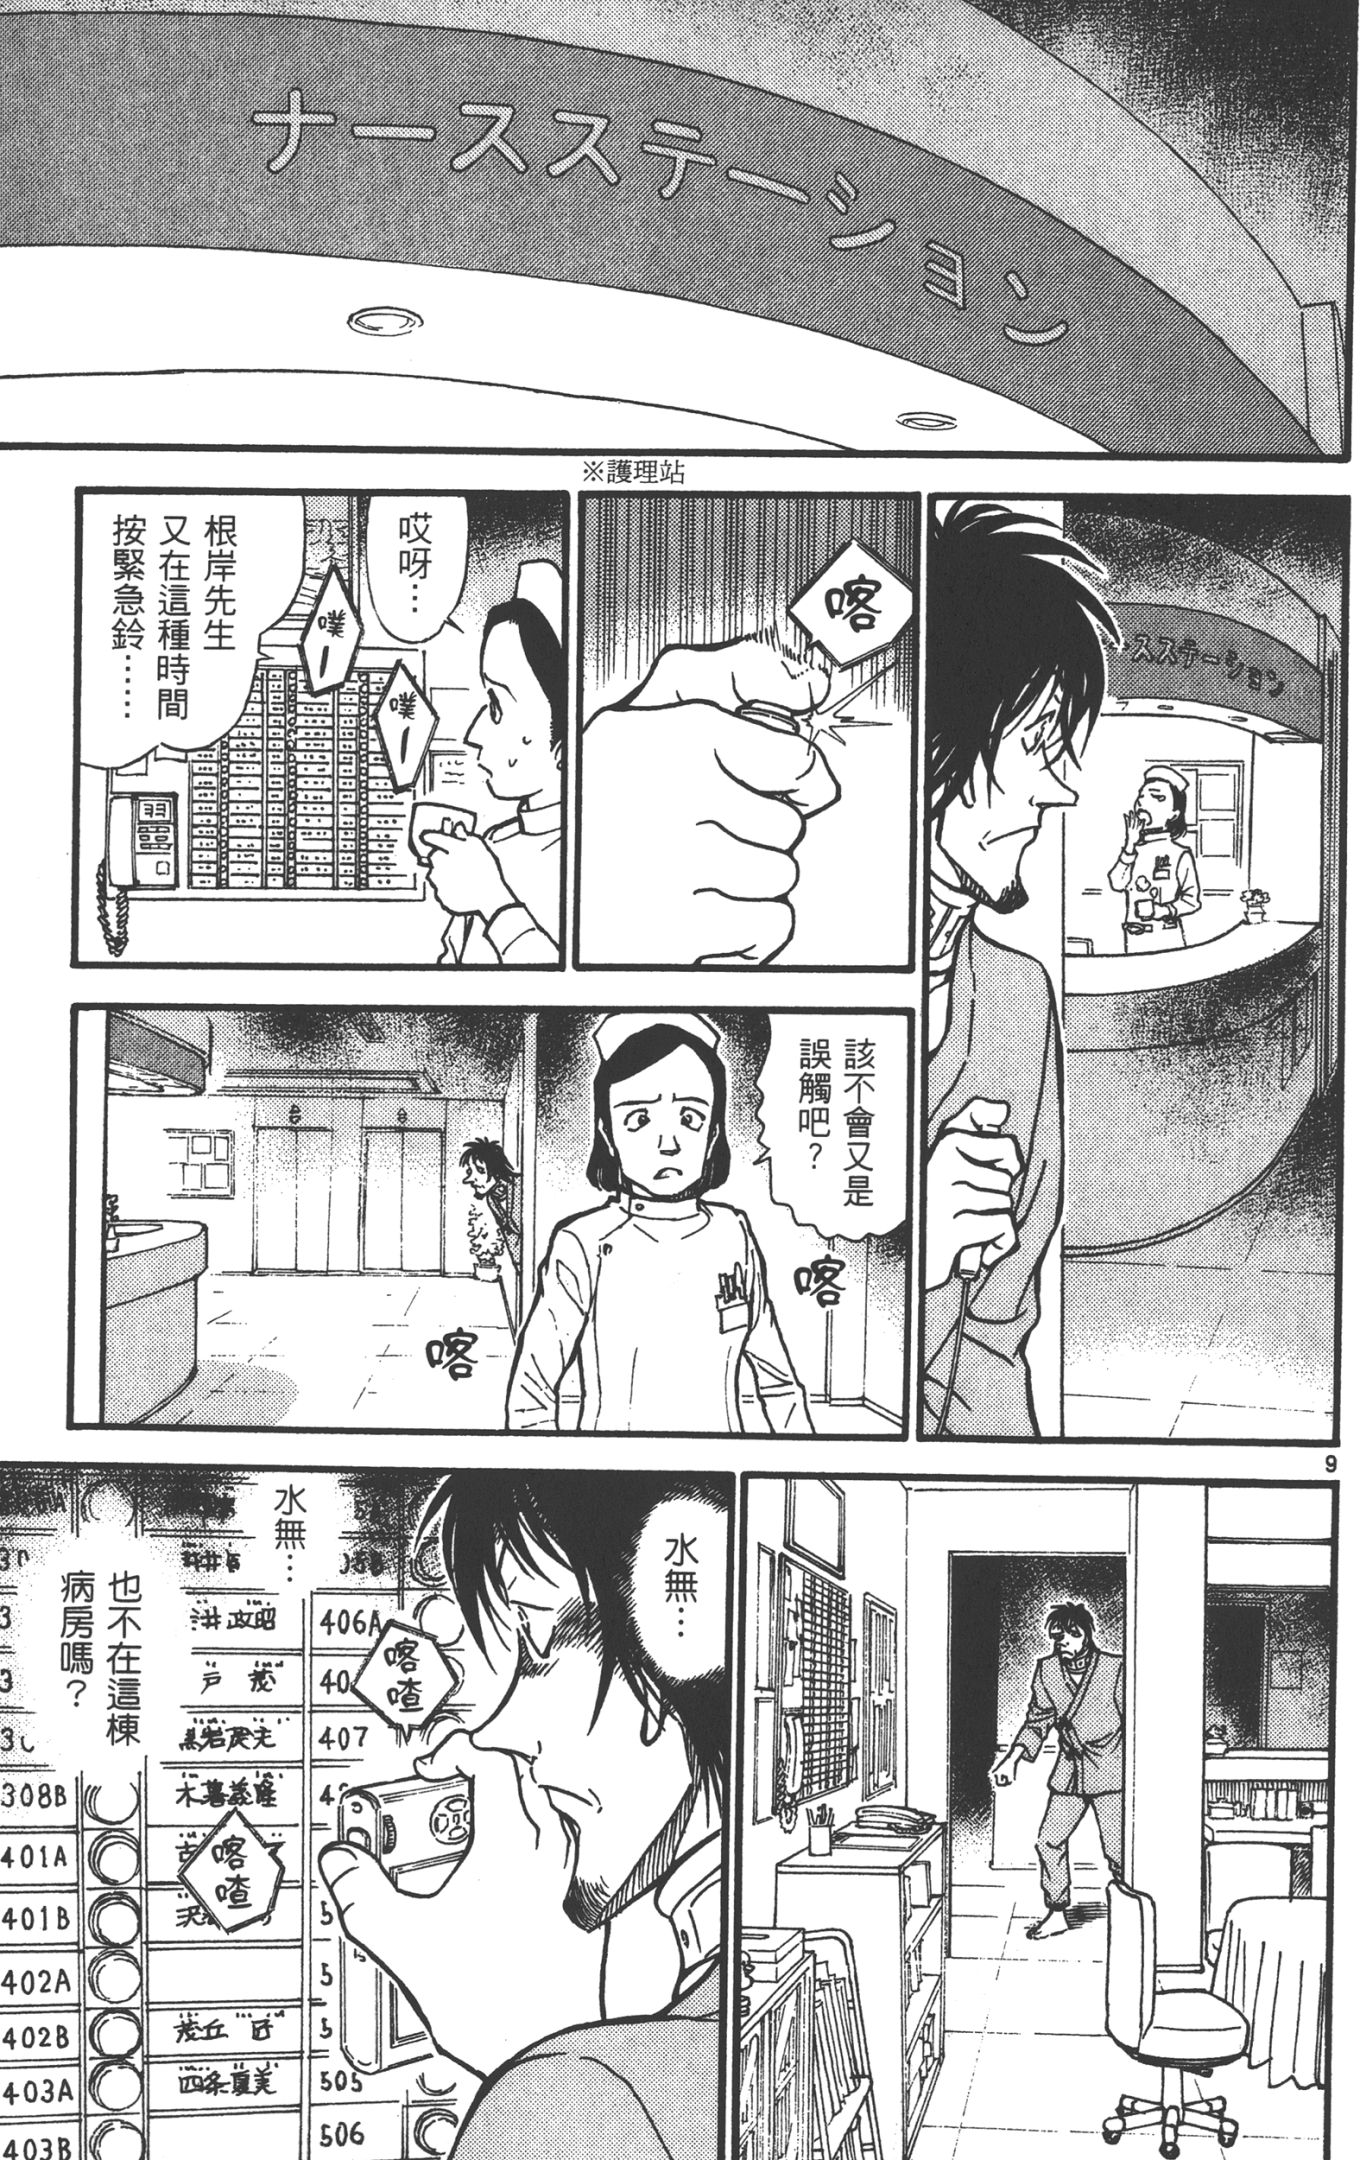 ナースステーション
※護理站
スステーション
喀
哎呀…
噗
噗
根岸先生
又在這種時間
按緊急鈴……
該不會又是
誤觸吧？
喀
喀
9
水無…
喀喳
喀喳
水無…
也不在這棟
病房嗎？
406A
407
308B
401A
401B
402A
402B
403A
四条夏美
505
403B
506